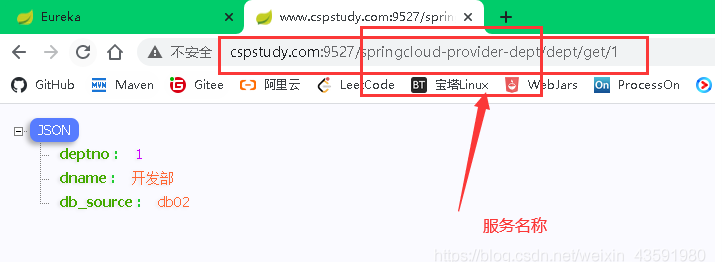 Eureka
www.cspstudy.com:9527/spri
不安全 cspstudy.com:9527/springcloud-provider-dept/dept/get/1
GitHub Maven Gitee 阿里云 LeetCode 宝塔Linux WebJars ProcessOn
JSON
deptno : 1
dname : 开发部
db_source : db02
服务名称
https://blog.csdn.net/weixin_43591980